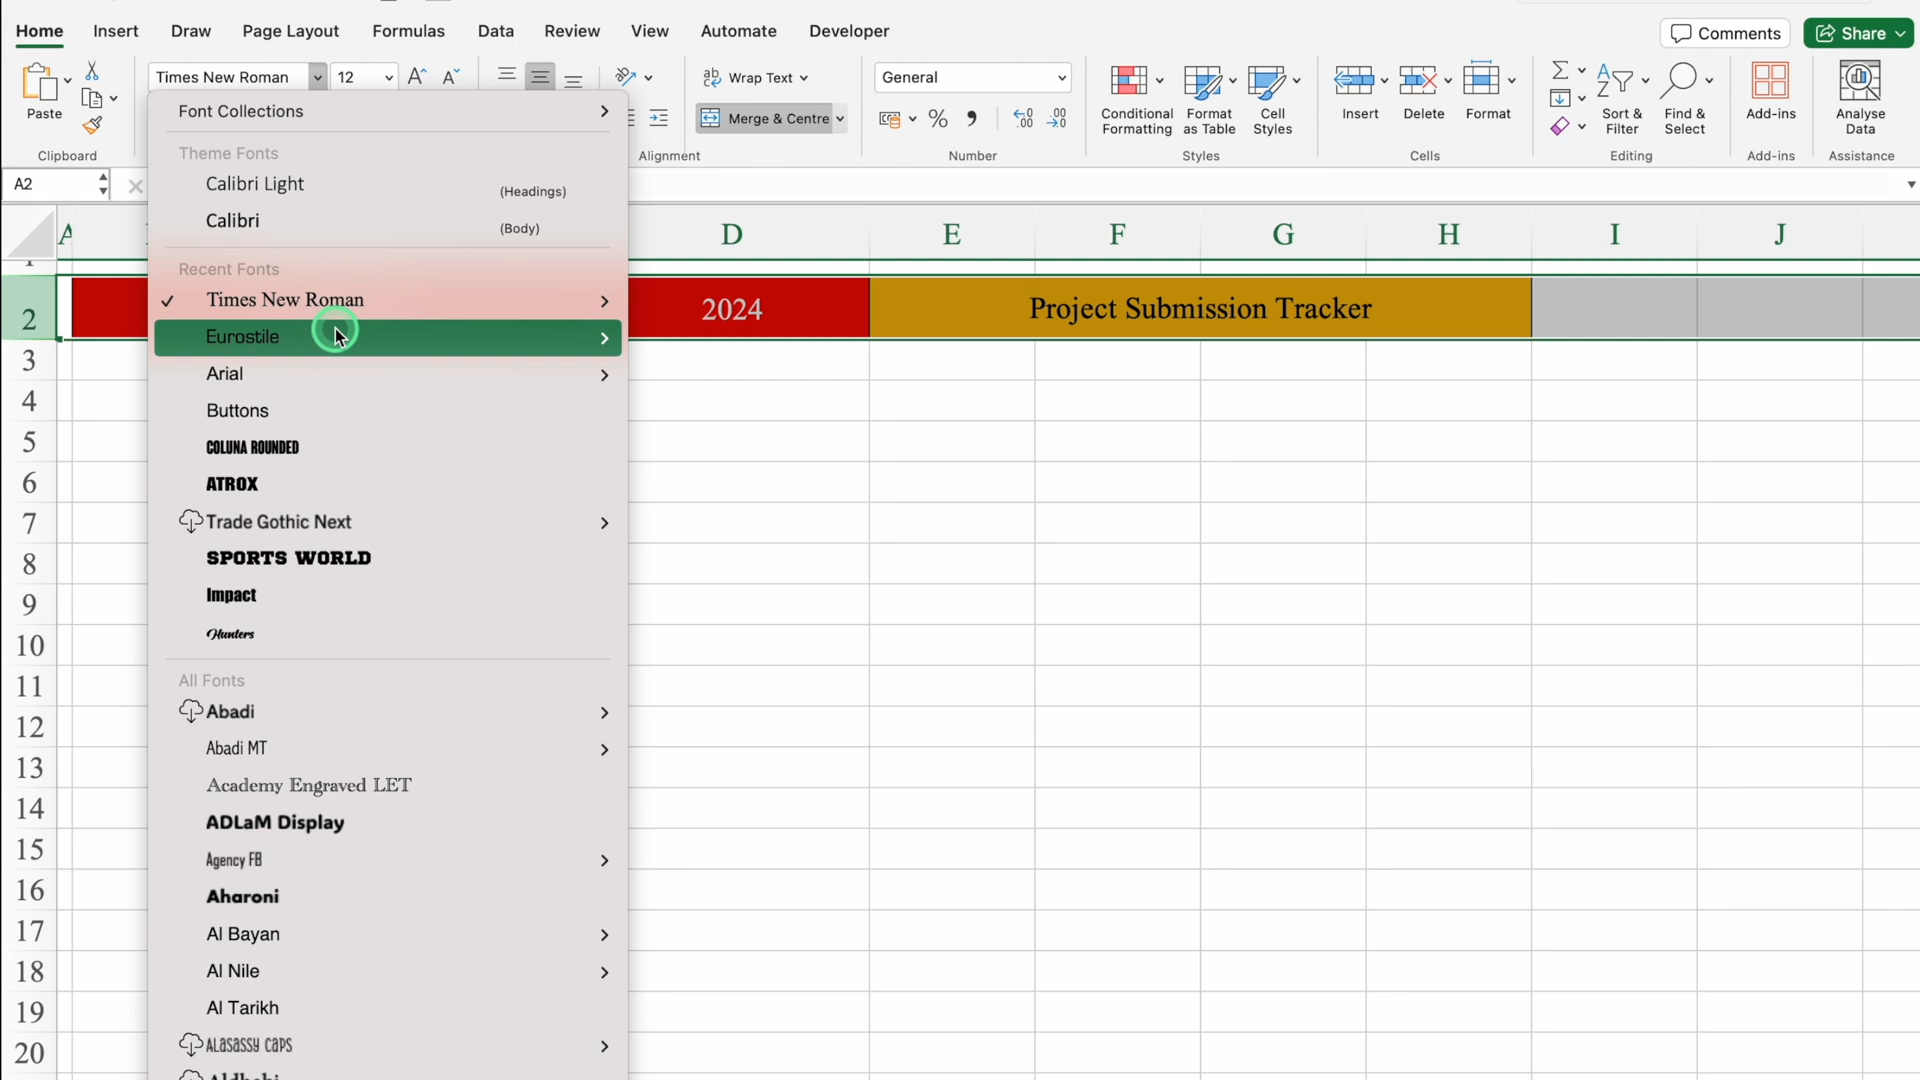 Home Insert Draw Page Layout Formulas Data Review View Automate Developer Comments Share
Times New Roman 12 Wrap Text General
Paste Merge & Centre Conditional Formatting Format as Table Cell Styles Insert Delete Format Sort & Filter Find & Select Add-ins Analyse Data
Clipboard Alignment Number Styles Cells Editing Add-ins Assistance
A2
A D E F G H I J
Font Collections
Theme Fonts
Calibri Light (Headings)
Calibri (Body)
Recent Fonts
Times New Roman
Eurostile
Arial
Buttons
COLUNA ROUNDED
ATROX
Trade Gothic Next
SPORTS WORLD
Impact
Hunters
All Fonts
Abadi
Abadi MT
Academy Engraved LET
ADLaM Display
Agency FB
Aharoni
Al Bayan
Al Nile
Al Tarikh
ALASASSY CAPS
2 2024 Project Submission Tracker
3
4
5
6
7
8
9
10
11
12
13
14
15
16
17
18
19
20